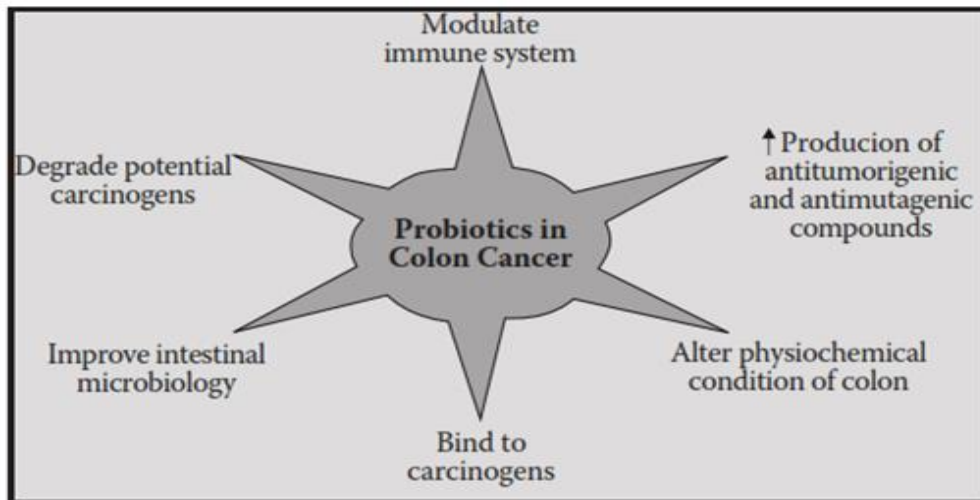 Modulate
immune system
Degrade potential
carcinogens
↑ Producion of
antitumorigenic
and antimutagenic
compounds
Probiotics in
Colon Cancer
Improve intestinal
microbiology
Alter physiochemical
condition of colon
Bind to
carcinogens